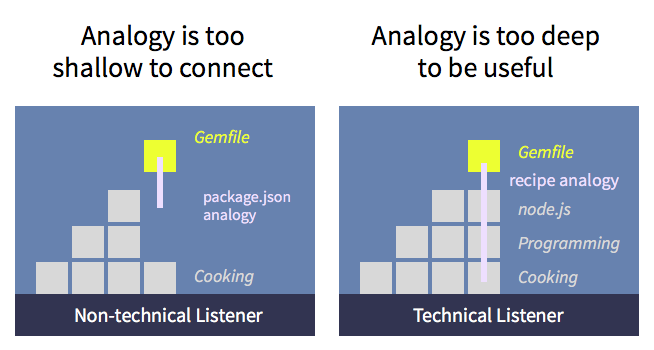 Analogy is too
shallow to connect
Gemfile
package.json
analogy
Cooking
Non-technical Listener
Analogy is too deep
to be useful
Gemfile
recipe analogy
node.js
Programming
Cooking
Technical Listener